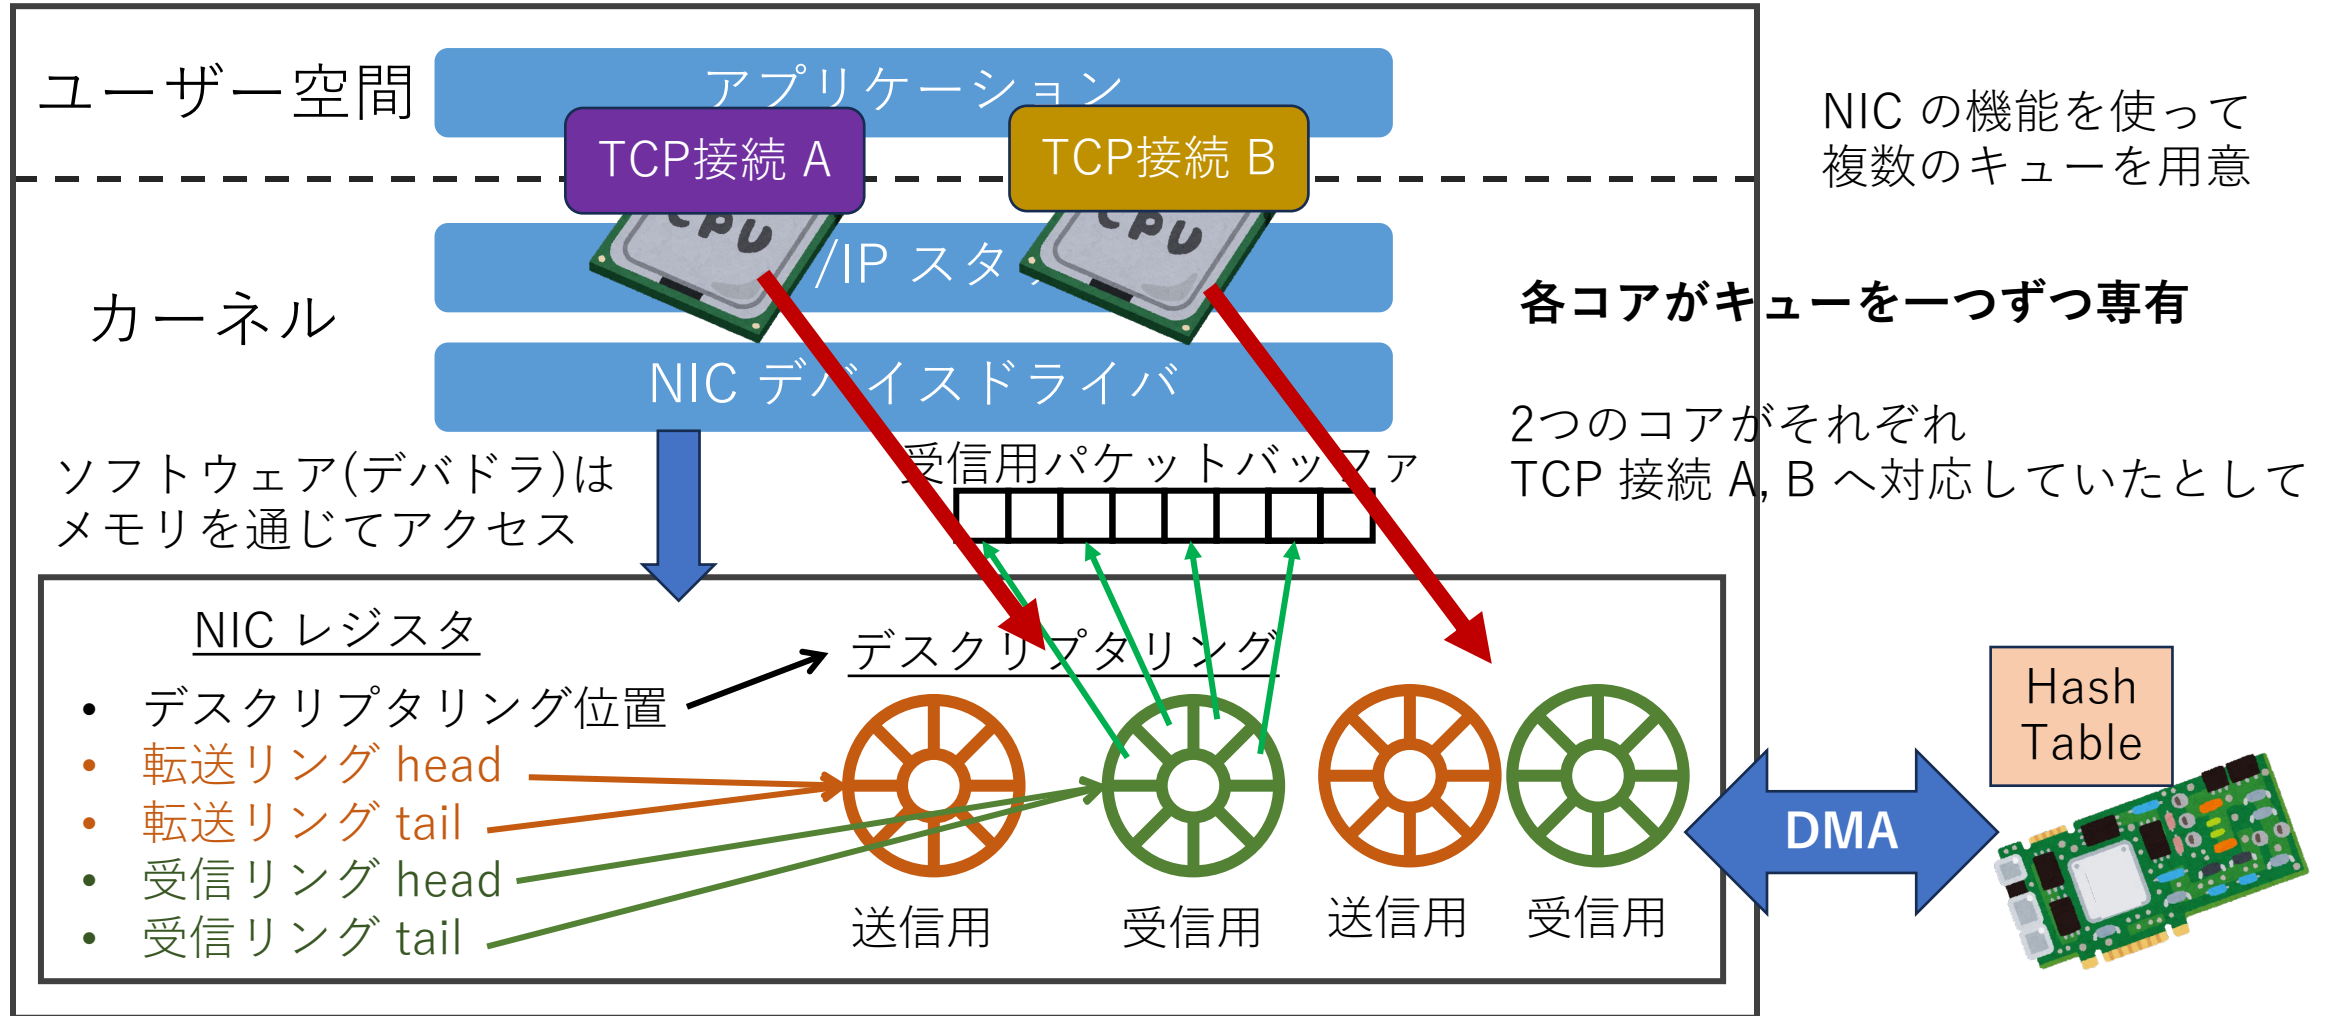 ユーザー空間
アプリケーション
TCP接続 A
TCP接続 B
NIC の機能を使って
複数のキューを用意
カーネル
CPU
CPU
/IP スタ
各コアがキューを一つずつ専有
NIC デバイスドライバ
2つのコアがそれぞれ
TCP 接続 A, B へ対応していたとして
ソフトウェア(デバドラ)は
メモリを通じてアクセス
受信用パケットバッファ
NIC レジスタ
• デスクリプタリング位置
• 転送リング head
• 転送リング tail
• 受信リング head
• 受信リング tail
デスクリプタリング
送信用
受信用
送信用
受信用
DMA
Hash
Table